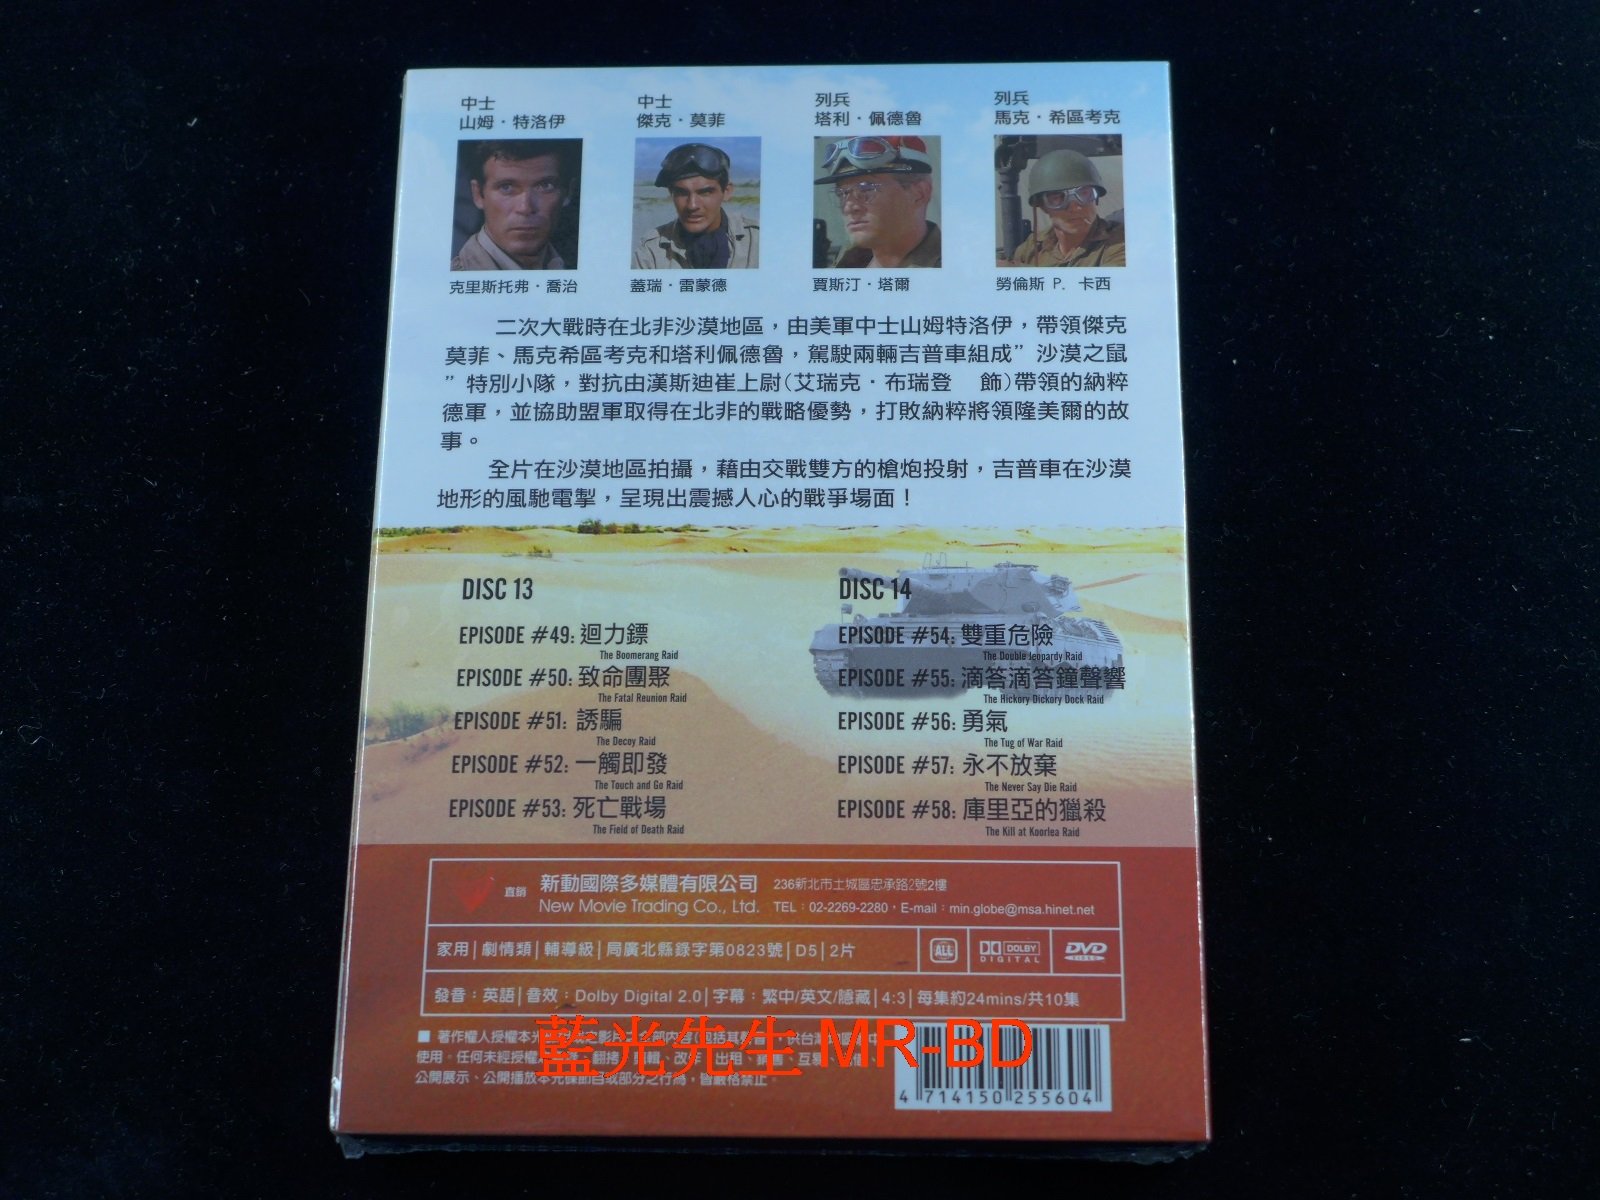 中士
山姆．特洛伊
中士
傑克．莫菲
列兵
塔利．佩德魯
列兵
馬克．希區考克
克里斯托弗．喬治
蓋瑞．雷蒙德
賈斯汀．塔爾
勞倫斯 P. 卡西
二次大戰時在北非沙漠地區，由美軍中士山姆特洛伊，帶領傑克
莫菲、馬克希區考克和塔利佩德魯，駕駛兩輛吉普車組成”沙漠之鼠
”特別小隊，對抗由漢斯迪崔上尉(艾瑞克．布瑞登 飾)帶領的納粹
德軍，並協助盟軍取得在北非的戰略優勢，打敗納粹將領隆美爾的故
事。
全片在沙漠地區拍攝，藉由交戰雙方的槍炮投射，吉普車在沙漠
地形的風馳電掣，呈現出震撼人心的戰爭場面！
DISC 13
EPISODE #49: 迴力鏢
The Boomerang Raid
EPISODE #50: 致命團聚
The Fatal Reunion Raid
EPISODE #51: 誘騙
The Decoy Raid
EPISODE #52: 一觸即發
The Touch and Go Raid
EPISODE #53: 死亡戰場
The Field of Death Raid
DISC 14
EPISODE #54: 雙重危險
The Double Jeopardy Raid
EPISODE #55: 滴答滴答鐘聲響
The Hickory Dickory Dock Raid
EPISODE #56: 勇氣
The Tug of War Raid
EPISODE #57: 永不放棄
The Never Say Die Raid
EPISODE #58: 庫里亞的獵殺
The Kill at Koorlea Raid
直銷 新動國際多媒體有限公司 236新北市土城區忠承路2號2樓
New Movie Trading Co., Ltd. TEL：02-2269-2280，E-mail：min.globe@msa.hinet.net
家用│劇情類│輔導級│局廣北縣錄字第0823號│D5│2片
ALL
DOLBY
DIGITAL
DVD
VIDEO
發音：英語│音效：Dolby Digital 2.0│字幕：繁中/英文/隱藏│4:3│每集約24mins/共10集
■ 著作權人授權本光
使用。任何未經授權
公開展示、公開播放本光碟節目或部分之行為，皆嚴格禁止。
藍光先生 MR-BD
4 714150 255604